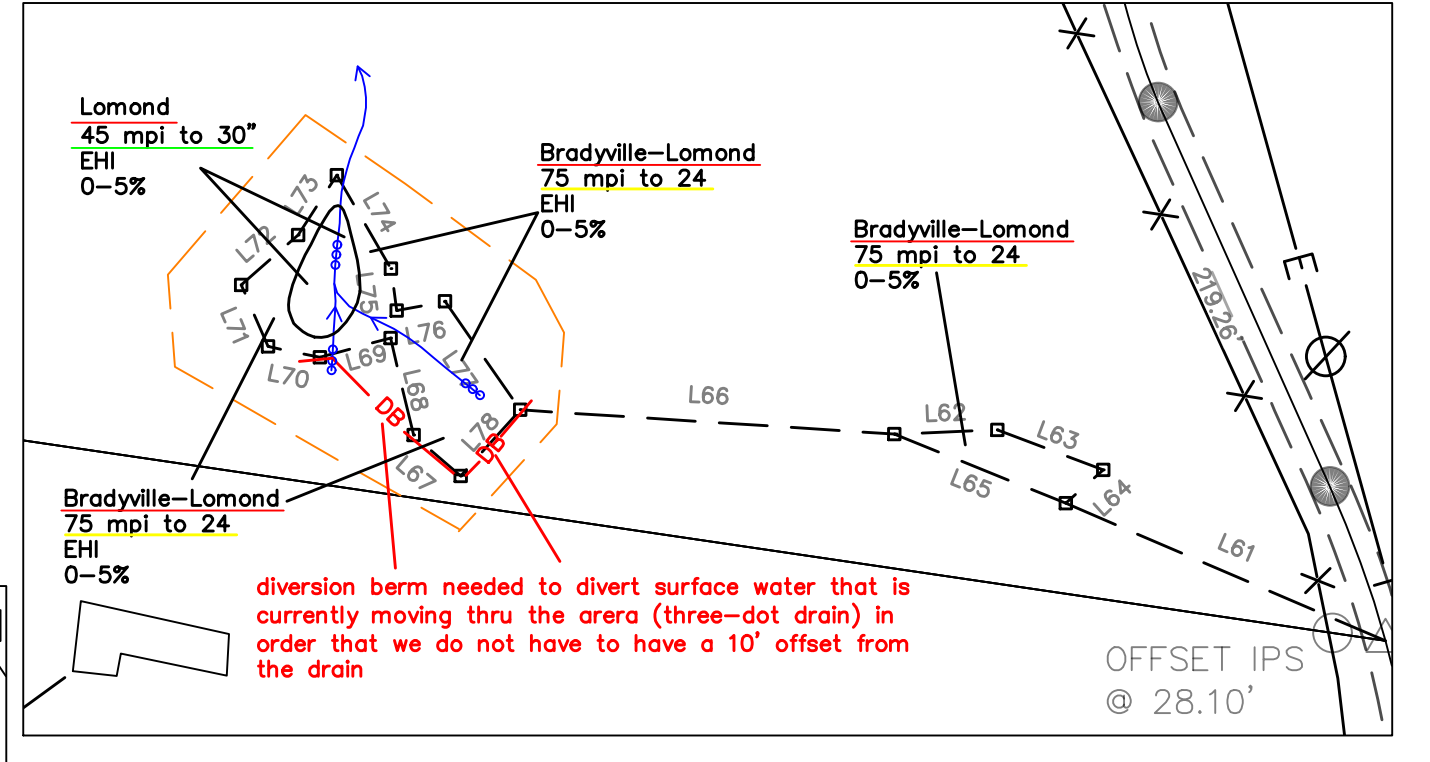 Lomond
45 mpi to 30”
EHI
0–5%
Bradyville–Lomond
75 mpi to 24
EHI
0–5%
Bradyville–Lomond
75 mpi to 24
0–5%
L73
L74
L72
L75
L71
L76
L69
L70
L77
L68
DB
L78
DB
L67
L66
L62
L63
L65
L64
L61
219.26’
E
Bradyville–Lomond
75 mpi to 24
EHI
0–5%
diversion berm needed to divert surface water that is
currently moving thru the arera (three–dot drain) in
order that we do not have to have a 10’ offset from
the drain
OFFSET IPS
@ 28.10’